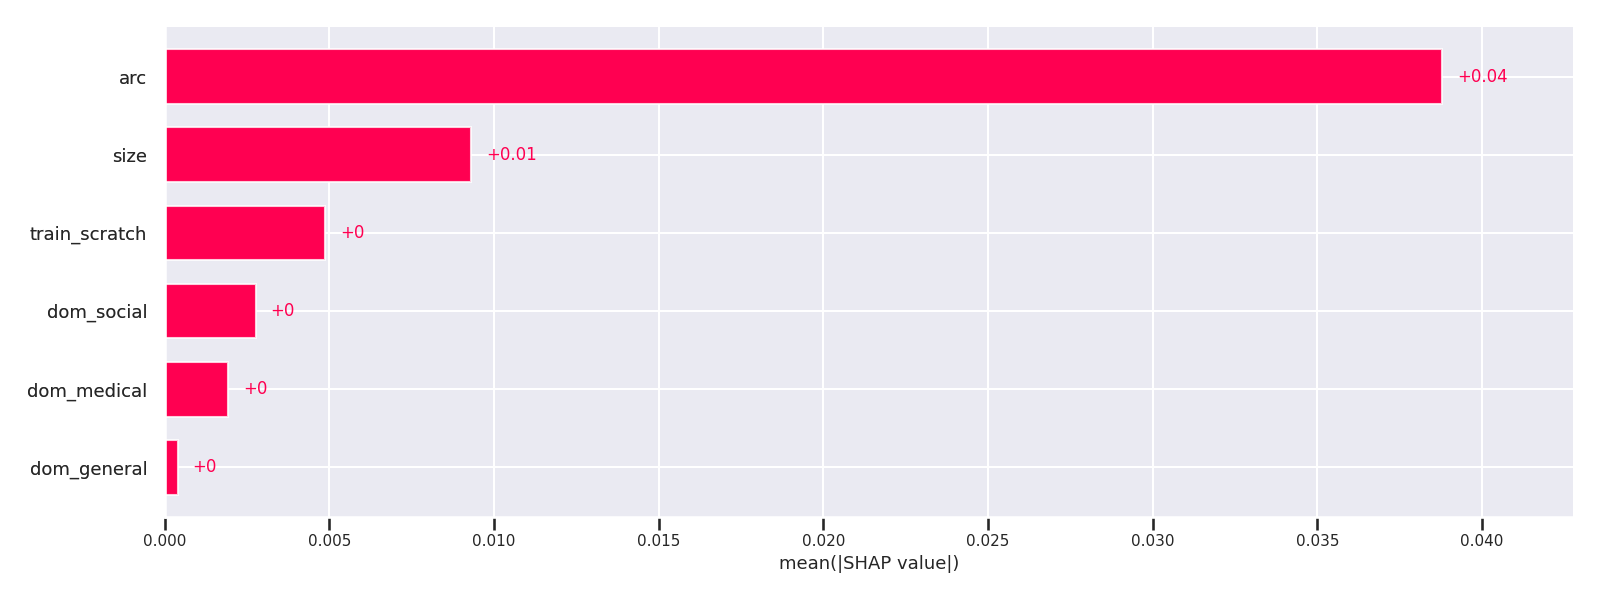 arc
+0.04
size
+0.01
train_scratch
+0
dom_social
+0
dom_medical
+0
dom_general
+0
0.000 0.005 0.010 0.015 0.020 0.025 0.030 0.035 0.040
mean(|SHAP value|)